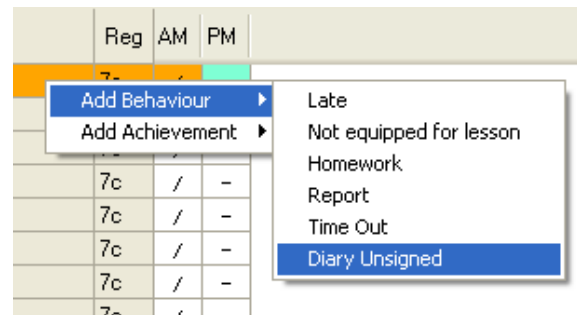 Reg AM PM
Add Behaviour
Add Achievement
Late
Not equipped for lesson
Homework
Report
Time Out
Diary Unsigned
7c / -
7c / -
7c / -
7c / -